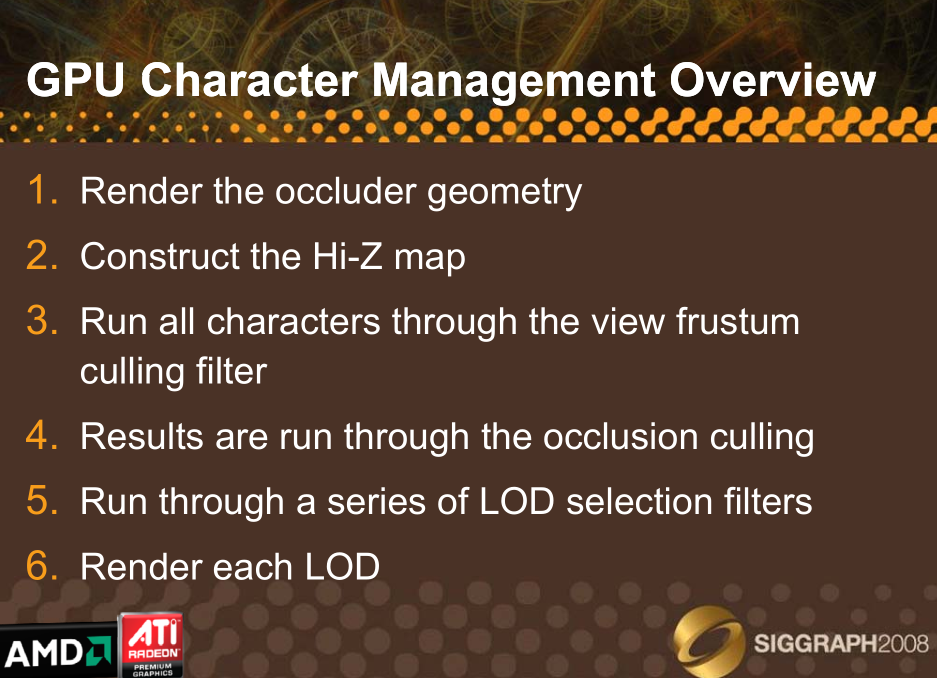 GPU Character Management Overview
1. Render the occluder geometry
2. Construct the Hi-Z map
3. Run all characters through the view frustum
culling filter
4. Results are run through the occlusion culling
5. Run through a series of LOD selection filters
6. Render each LOD
AMD
ATI
RADEON
PREMIUM
GRAPHICS
SIGGRAPH2008